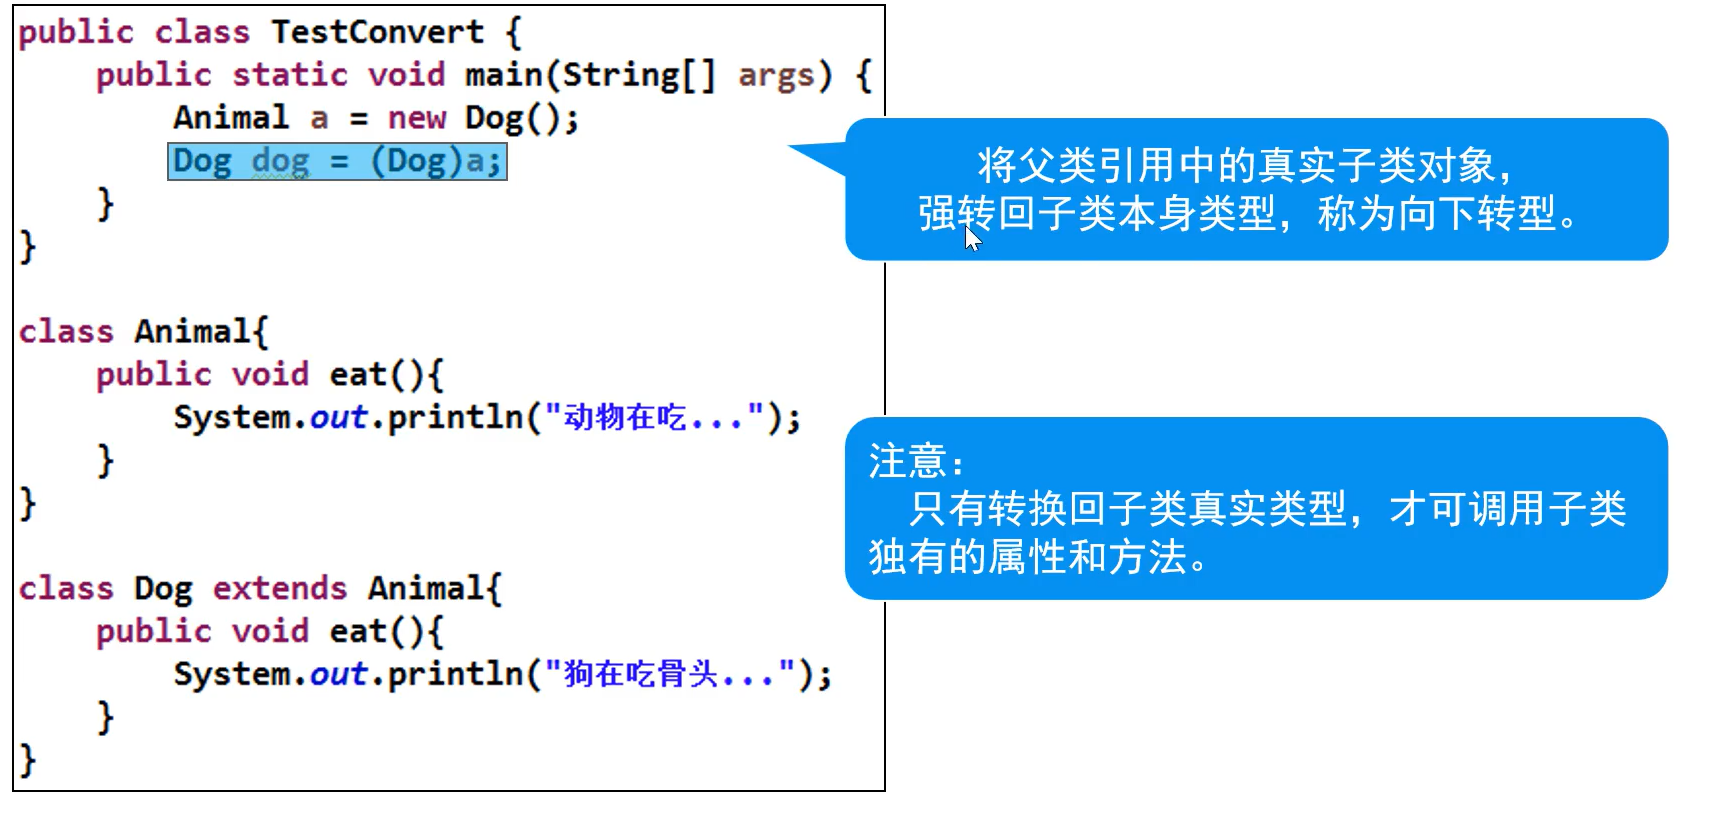 public class TestConvert {
public static void main(String[] args) {
Animal a = new Dog();
Dog dog = (Dog)a;
}
}
class Animal{
public void eat(){
System.out.println("动物在吃...");
}
}
class Dog extends Animal{
public void eat(){
System.out.println("狗在吃骨头...");
}
}
将父类引用中的真实子类对象，
强转回子类本身类型，称为向下转型。
注意：
只有转换回子类真实类型，才可调用子类
独有的属性和方法。